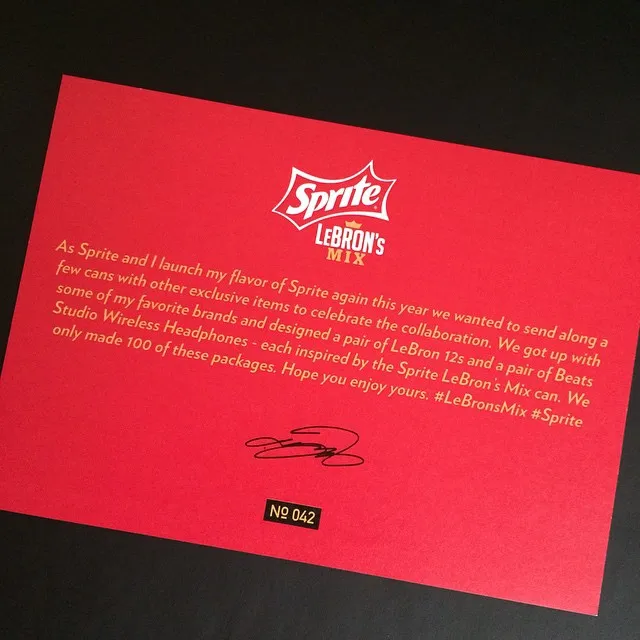 Sprite
LeBRON's
MIX
As Sprite and I launch my flavor of Sprite again this year we wanted to send along a
few cans with other exclusive items to celebrate the collaboration. We got up with
some of my favorite brands and designed a pair of LeBron 12s and a pair of Beats
Studio Wireless Headphones - each inspired by the Sprite LeBron's Mix can. We
only made 100 of these packages. Hope you enjoy yours. #LeBronsMix #Sprite
Nº 042